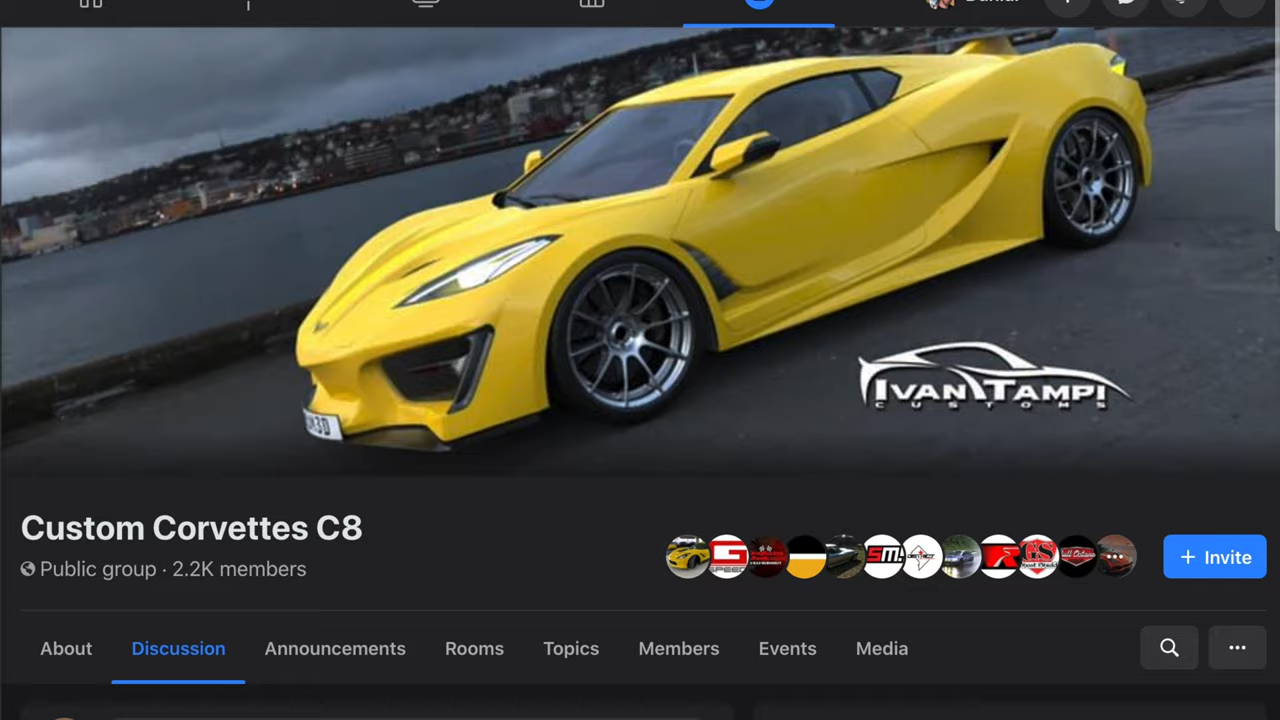 IVAN TAMPI
CUSTOMS
Custom Corvettes C8
Public group · 2.2K members
+ Invite
About
Discussion
Announcements
Rooms
Topics
Members
Events
Media